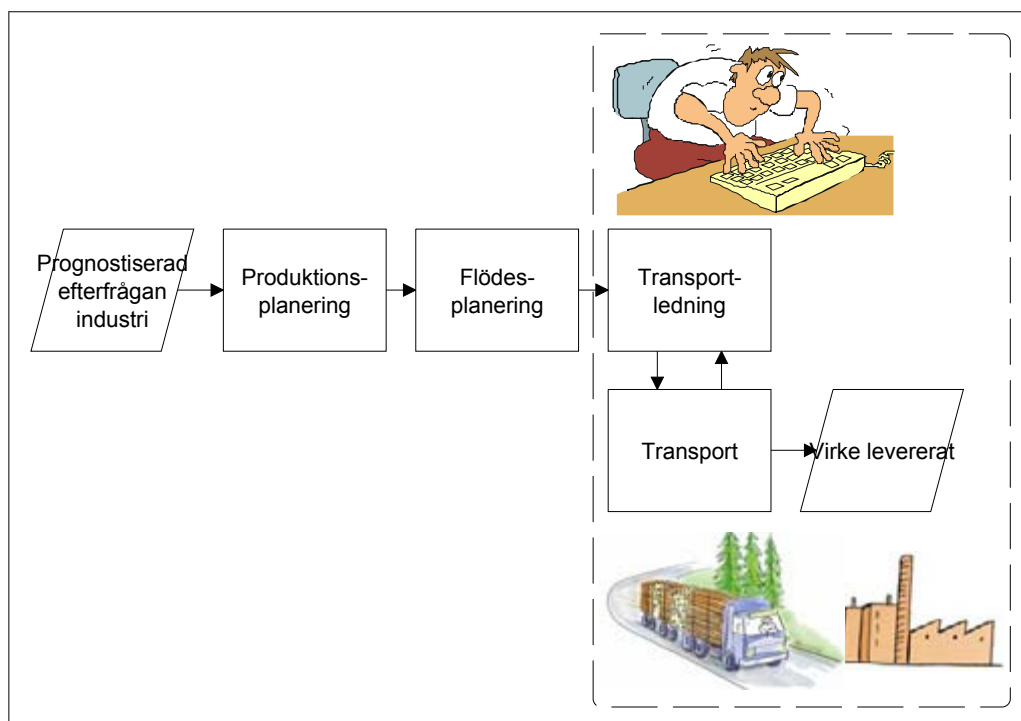 Prognostiserad
efterfrågan
industri
Produktions-
planering
Flödes-
planering
Transport-
ledning
Transport
Virke levererat